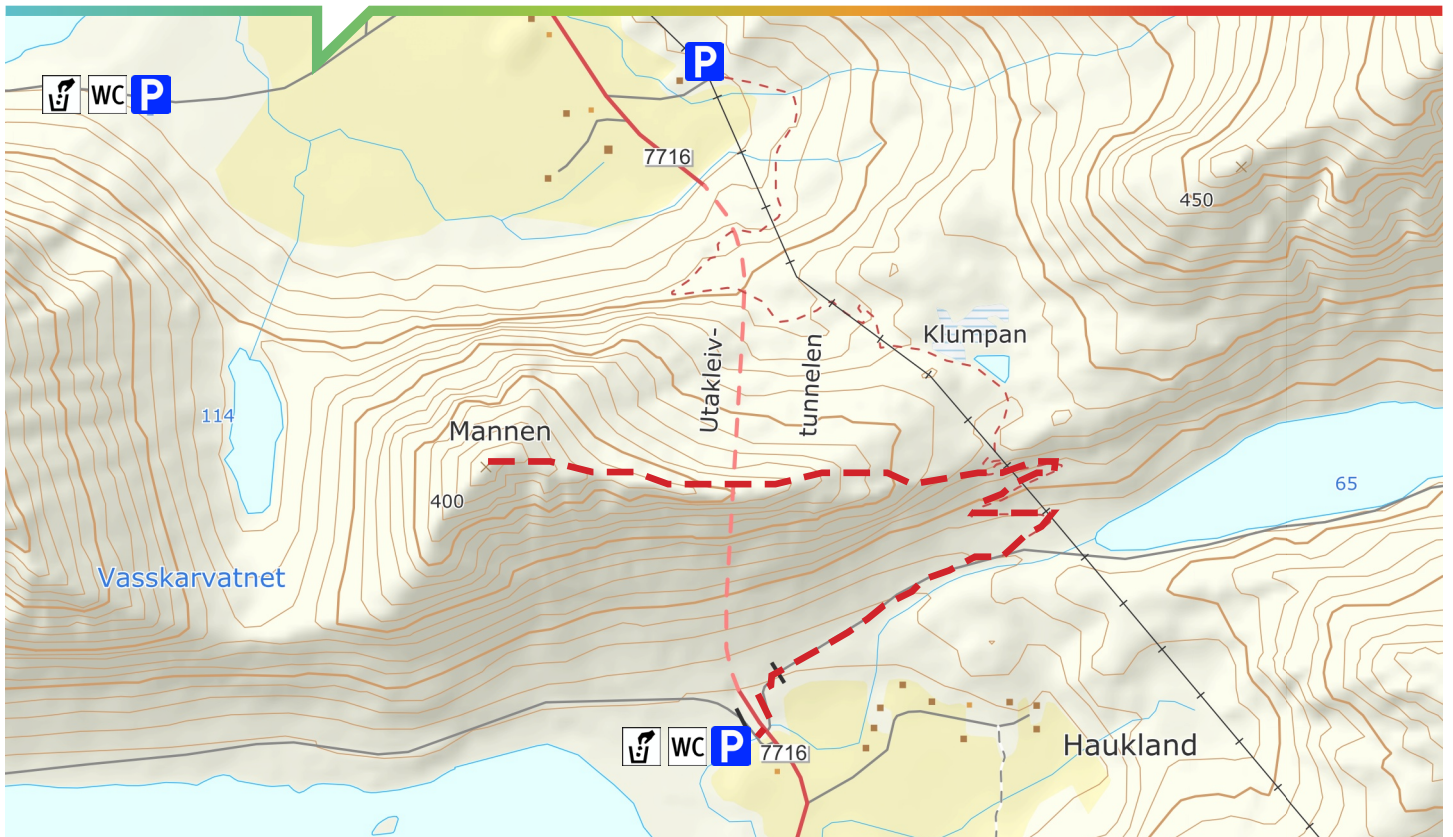 P
WC P
7716
450
Klumpan
Utakleiv-
tunnelen
114
Mannen
400
65
Vasskarvatnet
WC P 7716
Haukland